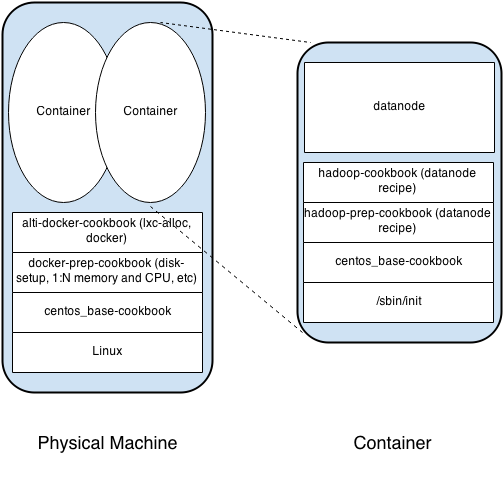 Container
Container
alti-docker-cookbook (lxc-alloc,
docker)
docker-prep-cookbook (disk-
setup, 1:N memory and CPU, etc)
centos_base-cookbook
Linux
Physical Machine
datanode
hadoop-cookbook (datanode
recipe)
hadoop-prep-cookbook (datanode
recipe)
centos_base-cookbook
/sbin/init
Container